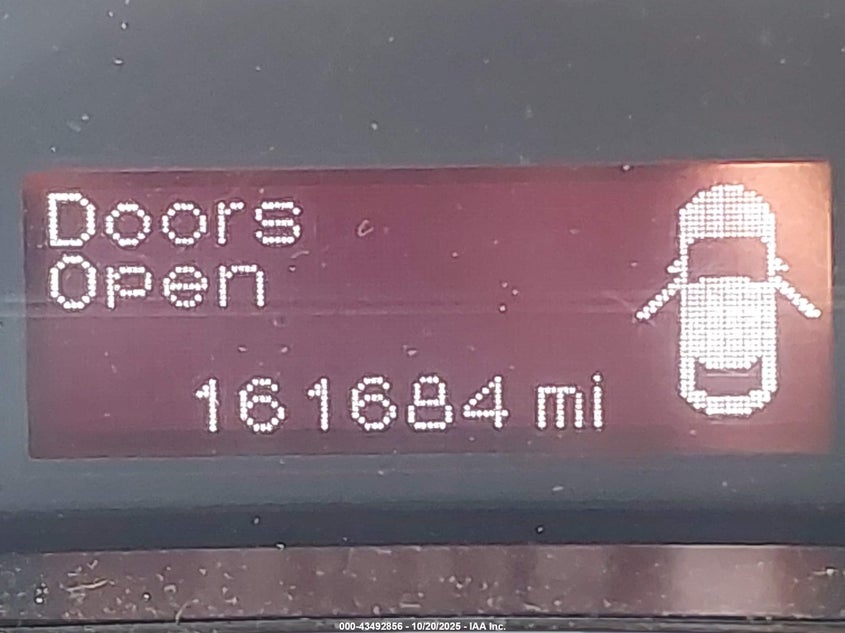 Doors
Open
161684 mi
000-43492856 - 10/20/2025 - IAA Inc.